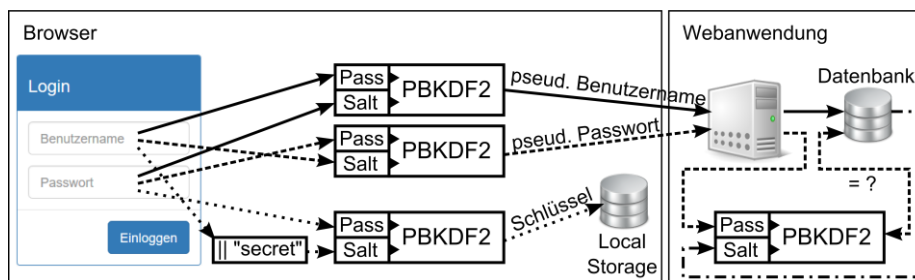 Browser
Webanwendung
Login
Benutzername
Passwort
Einloggen
|| "secret"
Pass
Salt
PBKDF2
pseud. Benutzername
Pass
Salt
PBKDF2
pseud. Passwort
Pass
Salt
PBKDF2
Schlüssel
Local
Storage
Datenbank
= ?
Pass
Salt
PBKDF2